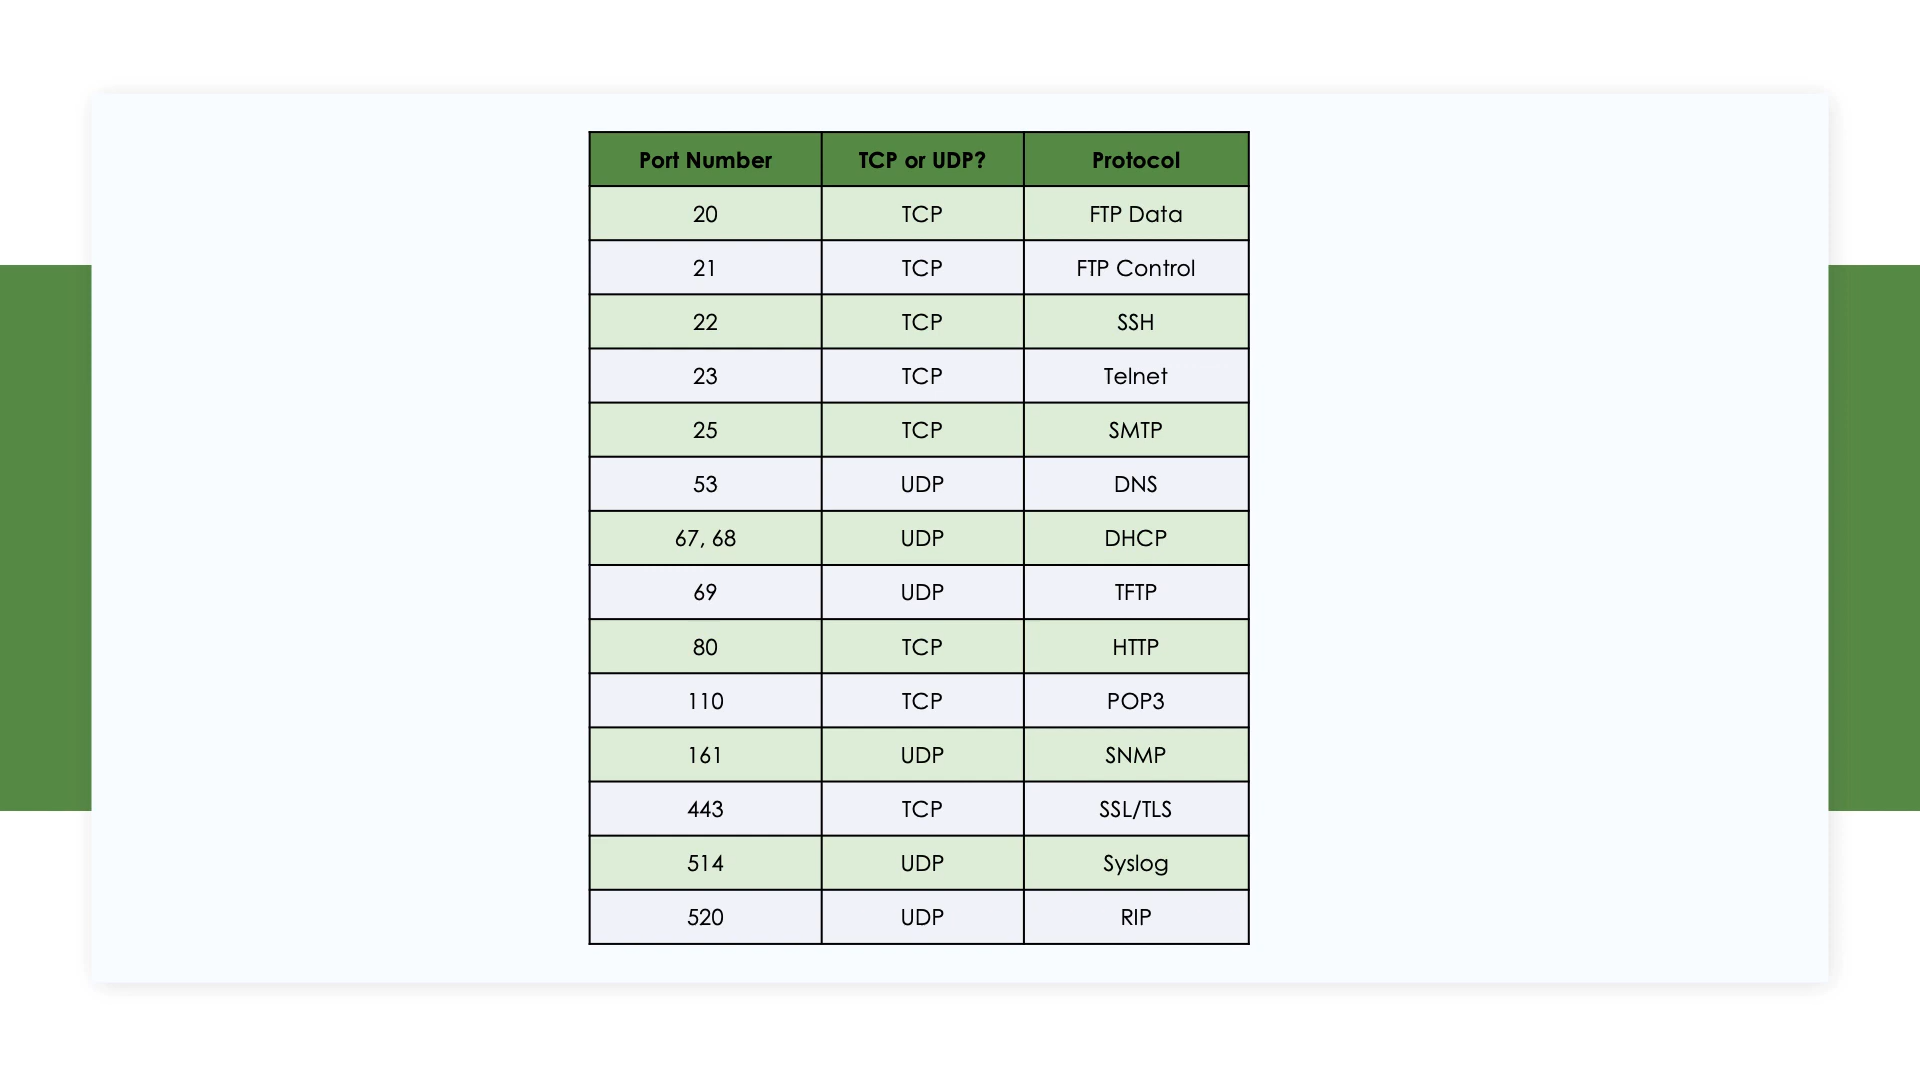 Port Number TCP or UDP? Protocol
20 TCP FTP Data
21 TCP FTP Control
22 TCP SSH
23 TCP Telnet
25 TCP SMTP
53 UDP DNS
67, 68 UDP DHCP
69 UDP TFTP
80 TCP HTTP
110 TCP POP3
161 UDP SNMP
443 TCP SSL/TLS
514 UDP Syslog
520 UDP RIP